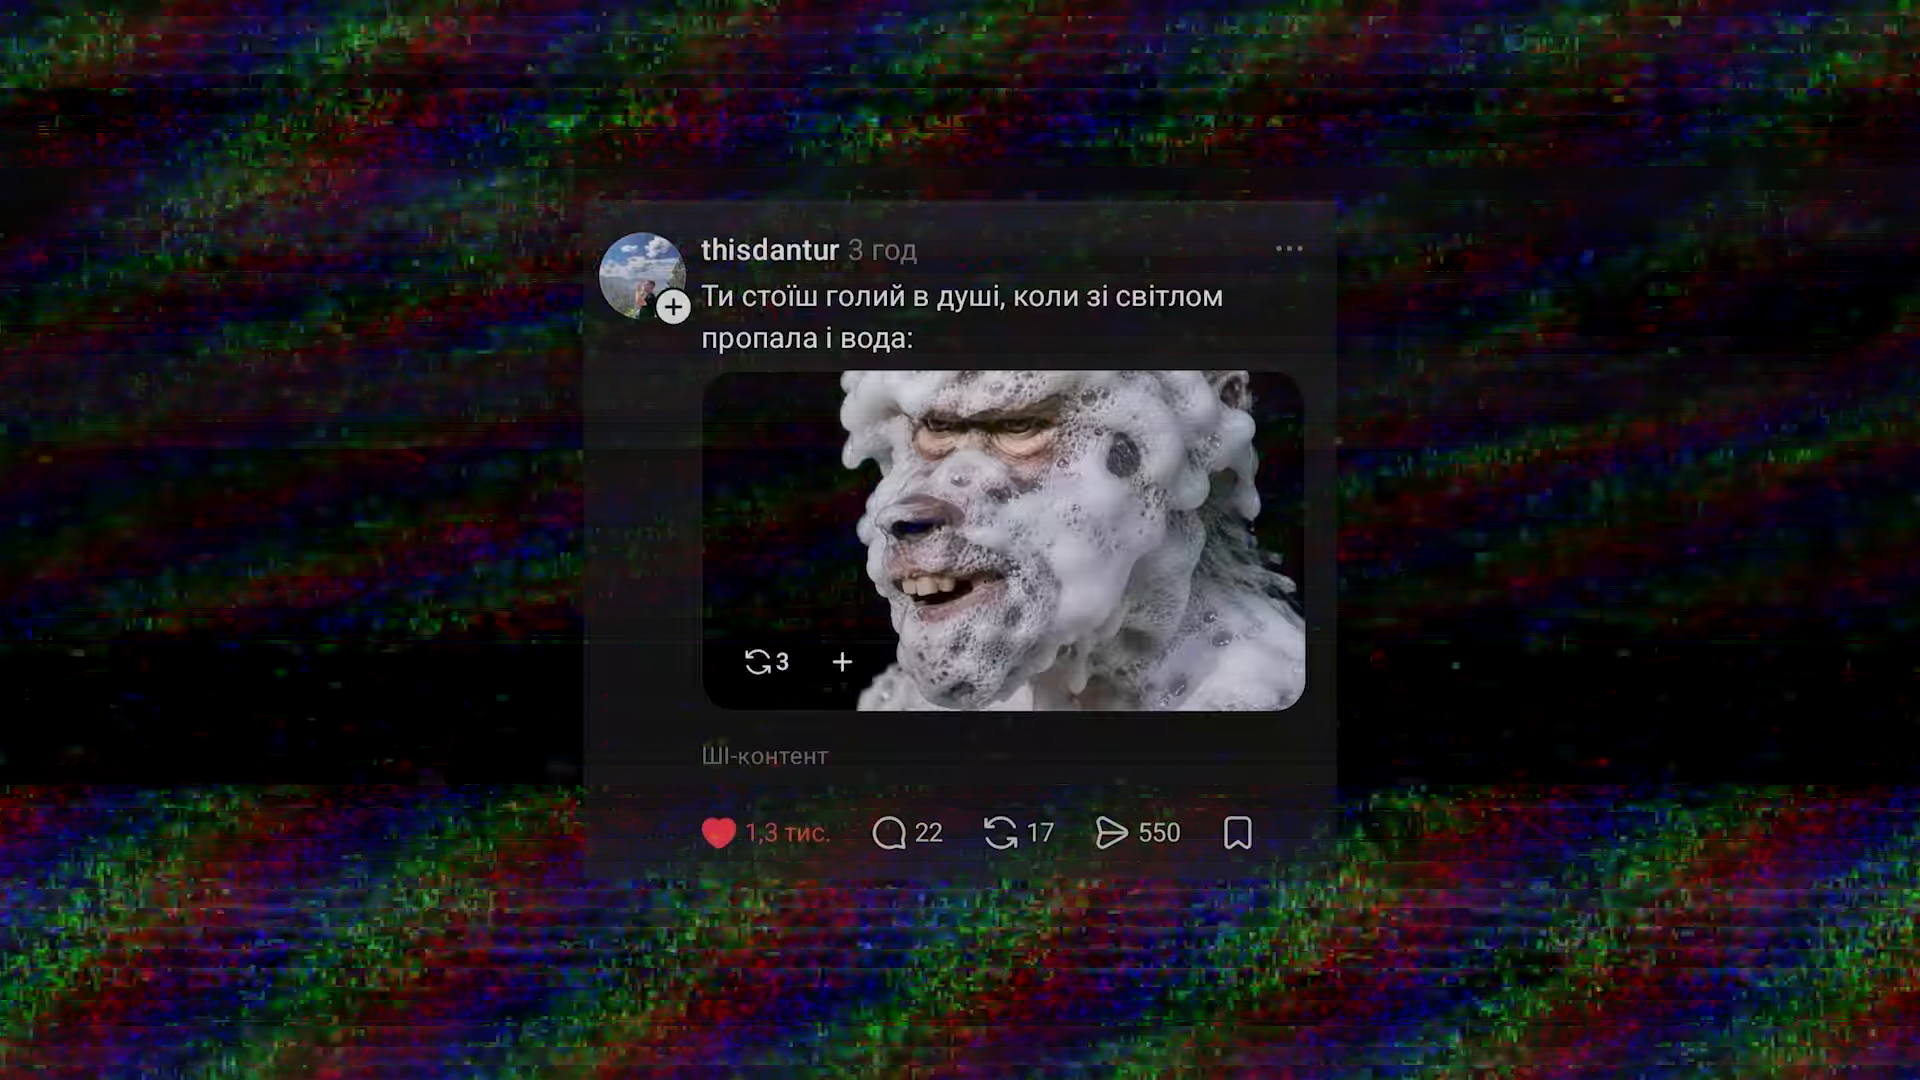 thisdantur 3 год
Ти стоїш голий в душі, коли зі світлом
пропала і вода:
3
ШІ-контент
1,3 тис. 22 17 550